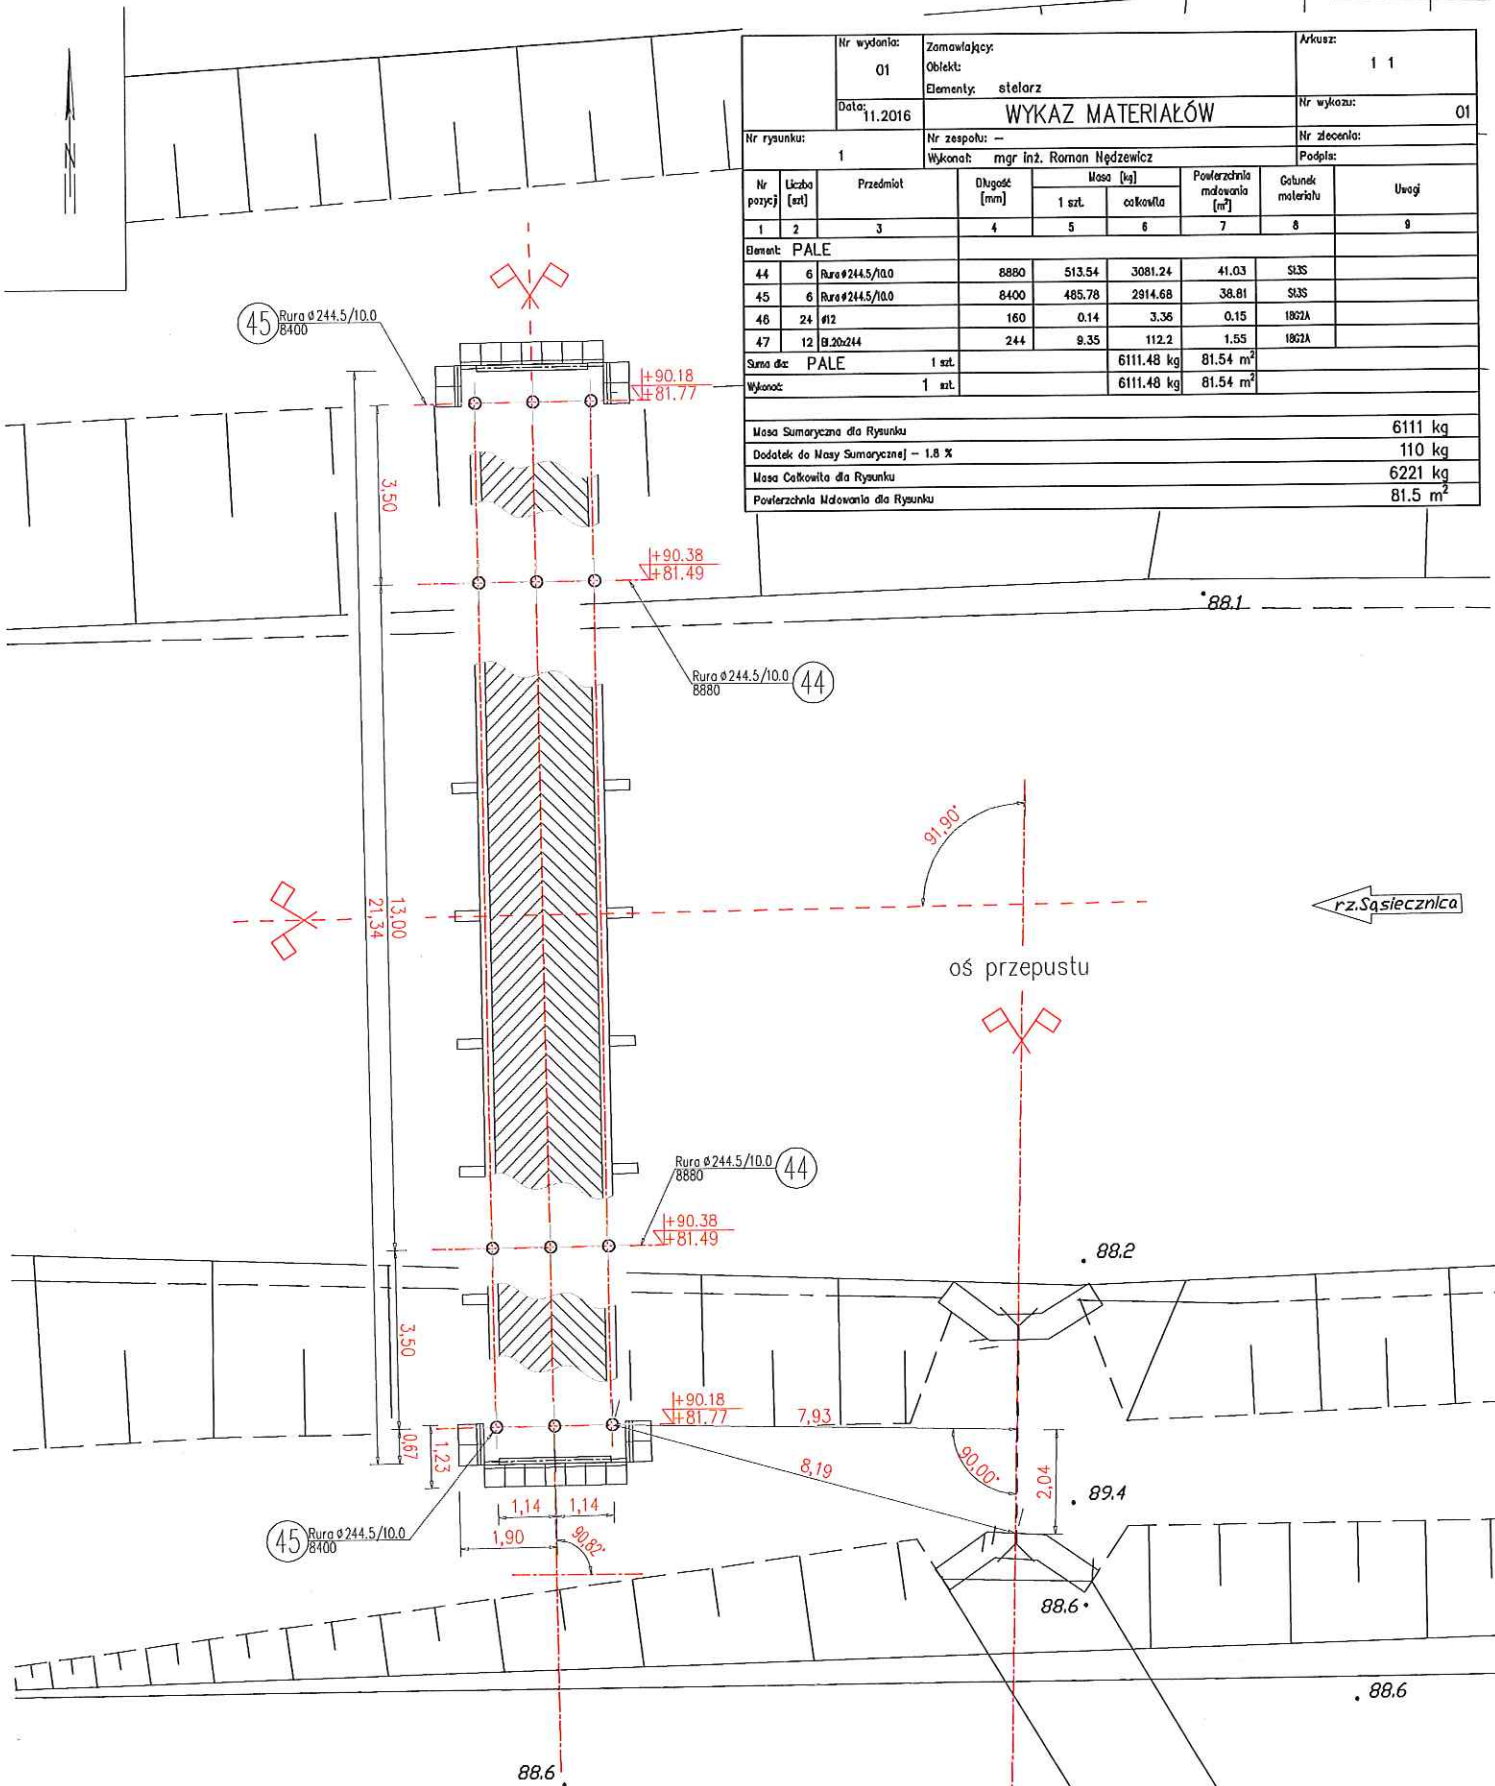 Nr wydania:
01
Data:
11.2016
Zamawiający:
Obiekt:
Elementy: stelarz
WYKAZ MATERIAŁÓW
Arkusz:
1 1
Nr wykazu:
01
Nr rysunku:
1
Nr zespołu: –
Wykonał: mgr inż. Roman Nędzewicz
Nr zlecenia:
Podpis:
Nr pozycji Liczba [szt] Przedmiot Długość [mm] Masa [kg] 1 szt. całkowita Powierzchnia malowania [m²] Gatunek materiału Uwagi
1 2 3 4 5 6 7 8 9
Element: PALE
44 6 Rura ø244.5/10.0 8880 513.54 3081.24 41.03 St3S
45 6 Rura ø244.5/10.0 8400 485.78 2914.68 38.81 St3S
46 24 ø12 160 0.14 3.36 0.15 18G2A
47 12 Bl.20x244 244 9.35 112.2 1.55 18G2A
Suma dla: PALE 1 szt. 6111.48 kg 81.54 m²
Wykonać: 1 szt. 6111.48 kg 81.54 m²
Masa Sumaryczna dla Rysunku 6111 kg
Dodatek do Masy Sumarycznej – 1.8 % 110 kg
Masa Całkowita dla Rysunku 6221 kg
Powierzchnia Malowania dla Rysunku 81.5 m²
N
45 Rura ø244.5/10.0
8400
+90.18
+81.77
3,50
+90.38
+81.49
88.1
Rura ø244.5/10.0 44
8880
91,90°
13,00
21,34
rz.Sąsiecznica
oś przepustu
Rura ø244.5/10.0 44
8880
+90.38
+81.49
88.2
3,50
+90.18
+81.77
7,93
0,67
1,23
8,19
90,00°
2,04
89.4
1,14 1,14
1,90
90,82°
45 Rura ø244.5/10.0
8400
88.6
88.6
88.6